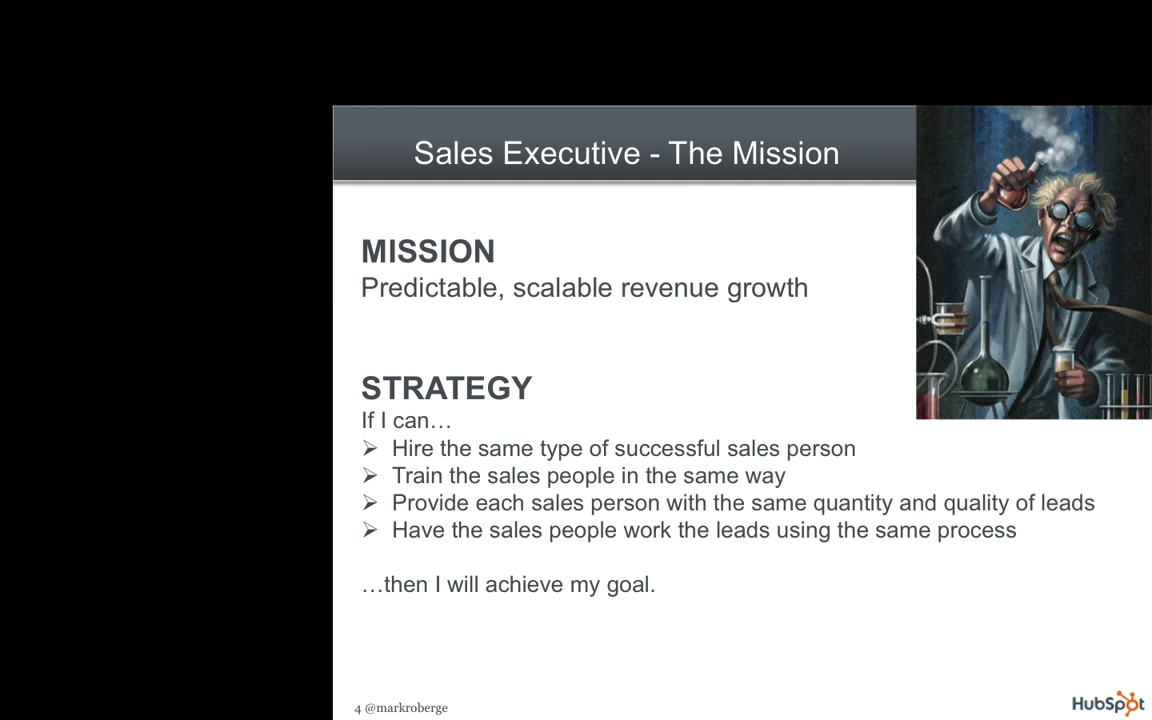 Sales Executive - The Mission
MISSION
Predictable, scalable revenue growth
STRATEGY
If I can…
➢ Hire the same type of successful sales person
➢ Train the sales people in the same way
➢ Provide each sales person with the same quantity and quality of leads
➢ Have the sales people work the leads using the same process
…then I will achieve my goal.
4 @markroberge
HubSpot